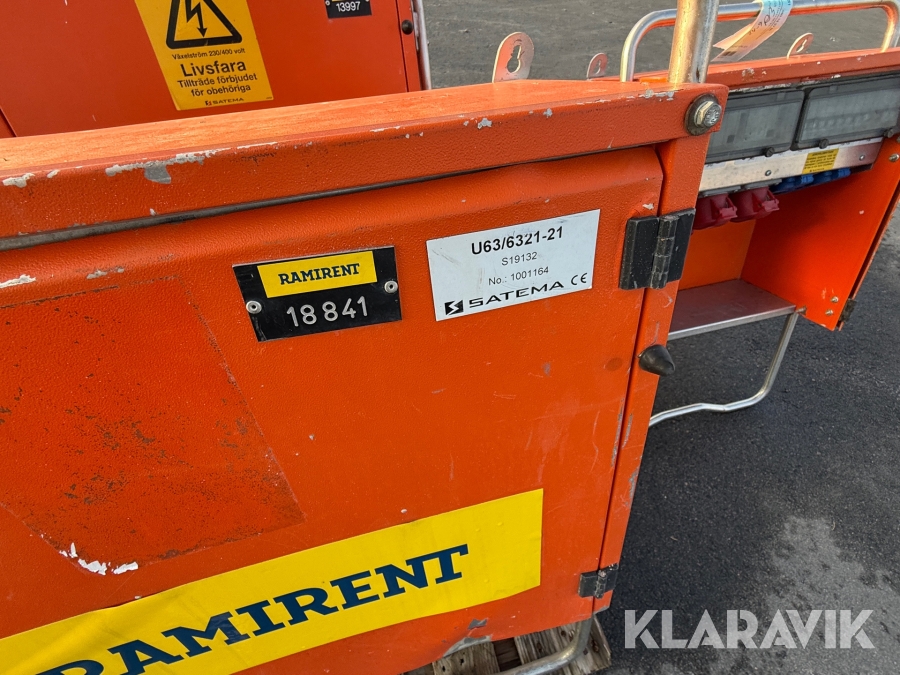 13997
Växelström 230/400 volt
Livsfara
Tillträde förbjudet
för obehöriga
SATEMA
RAMIRENT
18841
U63/6321-21
S19132
No.: 1001164
SATEMA CE
RAMIRENT
KLARAVIK